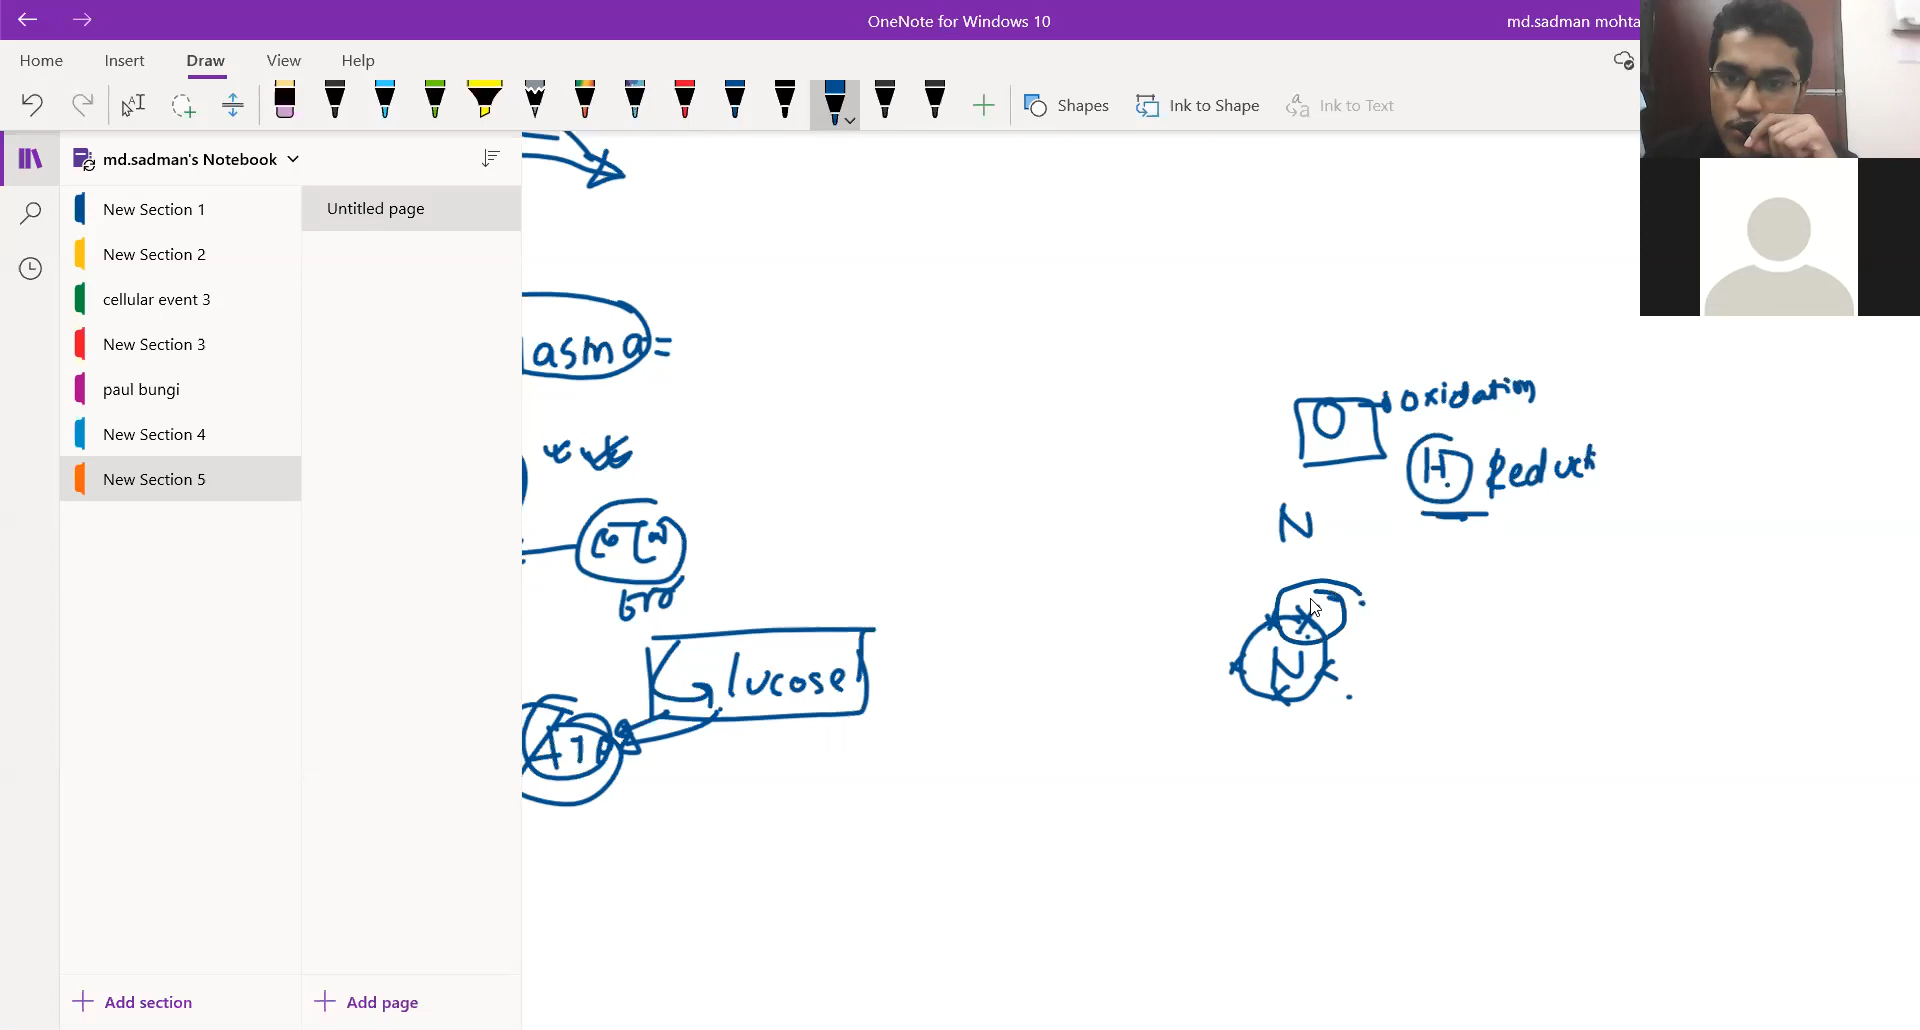 OneNote for Windows 10
md.sadman mohta
Home Insert Draw View Help
Shapes Ink to Shape Ink to Text
md.sadman's Notebook
New Section 1
New Section 2
cellular event 3
New Section 3
paul bungi
New Section 4
New Section 5
Untitled page
asma=
O oxidation
H Reduct
N
Glucose
ATP
N
Add section
Add page